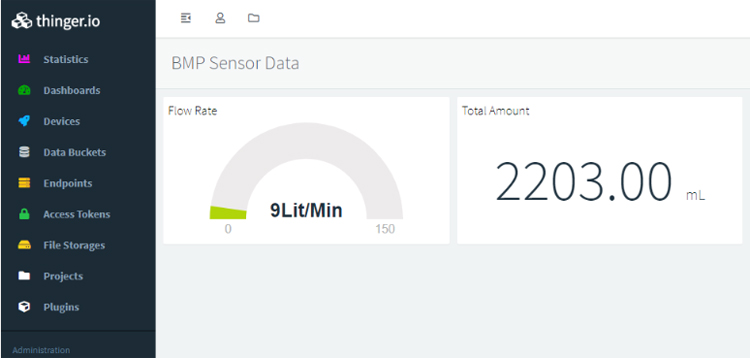 thinger.io
Statistics
Dashboards
Devices
Data Buckets
Endpoints
Access Tokens
File Storages
Projects
Plugins
Administration
BMP Sensor Data
Flow Rate
9Lit/Min
0 150
Total Amount
2203.00 mL